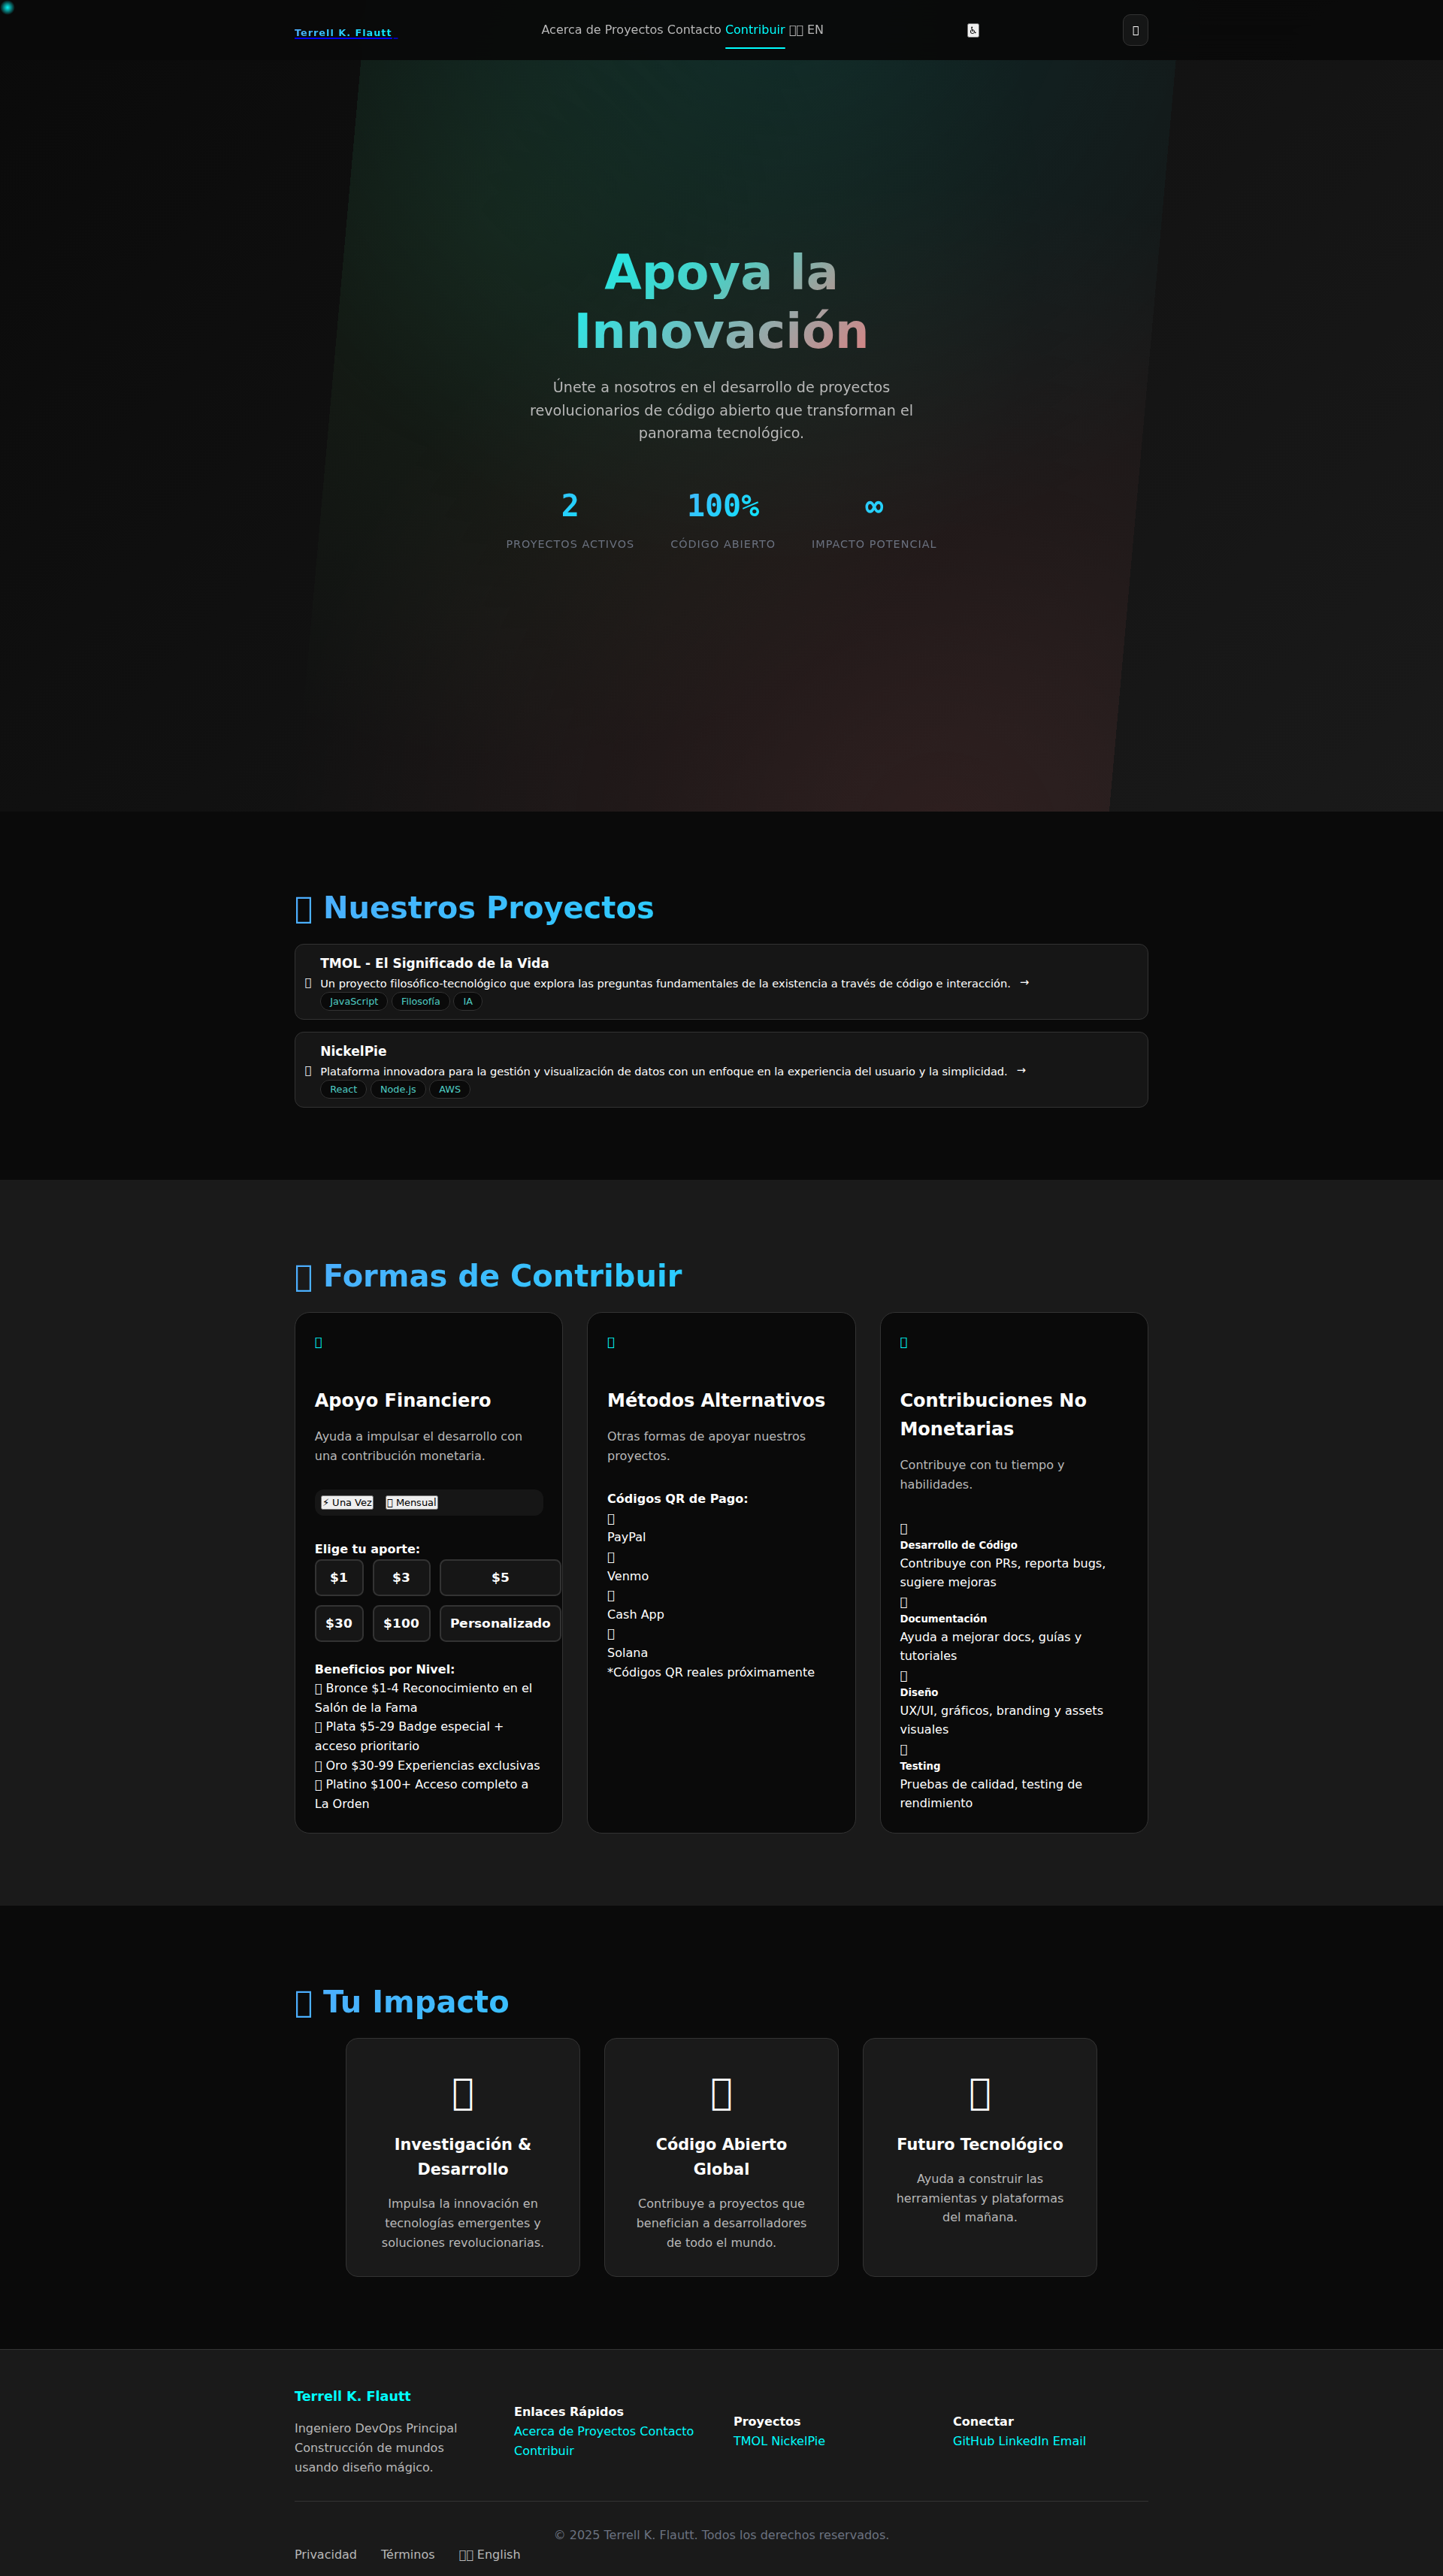 Terrell K. Flautt
Acerca de Proyectos Contacto Contribuir EN
Apoya la
Innovación
Únete a nosotros en el desarrollo de proyectos
revolucionarios de código abierto que transforman el
panorama tecnológico.
2
PROYECTOS ACTIVOS
100%
CÓDIGO ABIERTO
∞
IMPACTO POTENCIAL
Nuestros Proyectos
TMOL - El Significado de la Vida
Un proyecto filosófico-tecnológico que explora las preguntas fundamentales de la existencia a través de código e interacción. →
JavaScript Filosofía IA
NickelPie
Plataforma innovadora para la gestión y visualización de datos con un enfoque en la experiencia del usuario y la simplicidad. →
React Node.js AWS
Formas de Contribuir
Apoyo Financiero
Ayuda a impulsar el desarrollo con
una contribución monetaria.
⚡ Una Vez Mensual
Elige tu aporte:
$1 $3 $5
$30 $100 Personalizado
Beneficios por Nivel:
Bronce $1-4 Reconocimiento en el
Salón de la Fama
Plata $5-29 Badge especial +
acceso prioritario
Oro $30-99 Experiencias exclusivas
Platino $100+ Acceso completo a
La Orden
Métodos Alternativos
Otras formas de apoyar nuestros
proyectos.
Códigos QR de Pago:
PayPal
Venmo
Cash App
Solana
*Códigos QR reales próximamente
Contribuciones No
Monetarias
Contribuye con tu tiempo y
habilidades.
Desarrollo de Código
Contribuye con PRs, reporta bugs,
sugiere mejoras
Documentación
Ayuda a mejorar docs, guías y
tutoriales
Diseño
UX/UI, gráficos, branding y assets
visuales
Testing
Pruebas de calidad, testing de
rendimiento
Tu Impacto
Investigación &
Desarrollo
Impulsa la innovación en
tecnologías emergentes y
soluciones revolucionarias.
Código Abierto
Global
Contribuye a proyectos que
benefician a desarrolladores
de todo el mundo.
Futuro Tecnológico
Ayuda a construir las
herramientas y plataformas
del mañana.
Terrell K. Flautt
Ingeniero DevOps Principal
Construcción de mundos
usando diseño mágico.
Enlaces Rápidos
Acerca de Proyectos Contacto
Contribuir
Proyectos
TMOL NickelPie
Conectar
GitHub LinkedIn Email
© 2025 Terrell K. Flautt. Todos los derechos reservados.
Privacidad Términos English